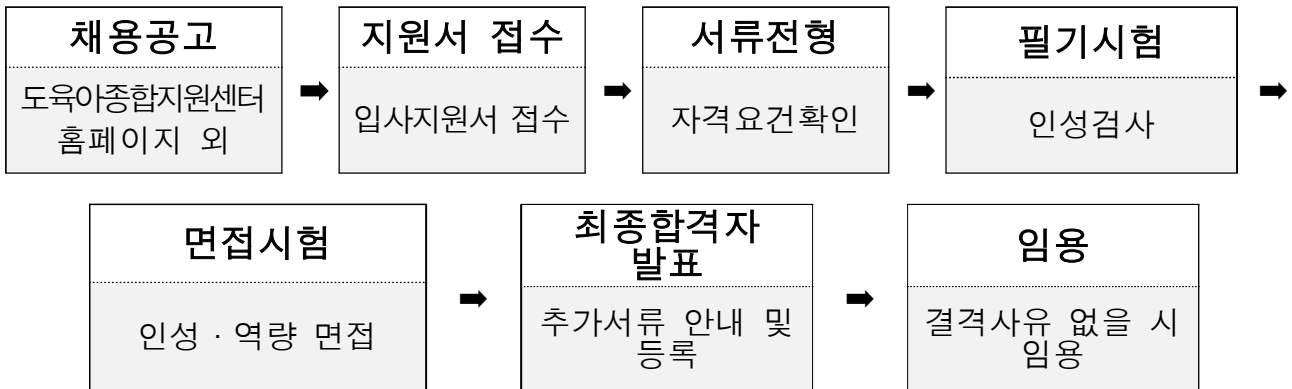 채용공고
도육아종합지원센터
홈페이지 외
➡
지원서 접수
입사지원서 접수
➡
서류전형
자격요건확인
➡
필기시험
인성검사
➡
면접시험
인성 · 역량 면접
➡
최종합격자
발표
추가서류 안내 및
등록
➡
임용
결격사유 없을 시
임용